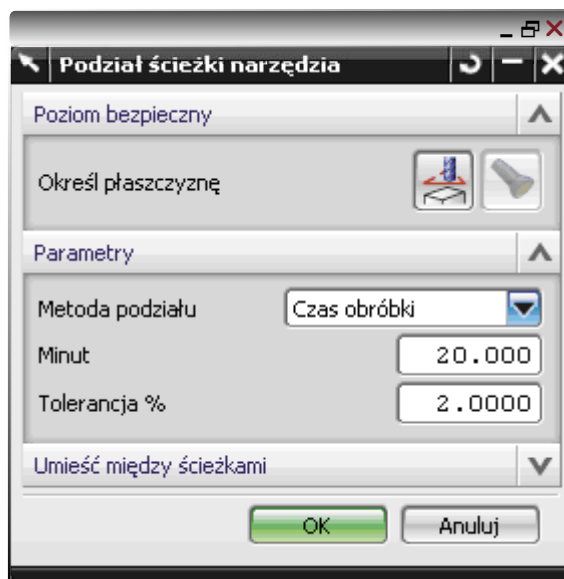 Podział ścieżki narzędzia
Poziom bezpieczny
Określ płaszczyznę
Parametry
Metoda podziału Czas obróbki
Minut 20.000
Tolerancja % 2.0000
Umieść między ścieżkami
OK Anuluj